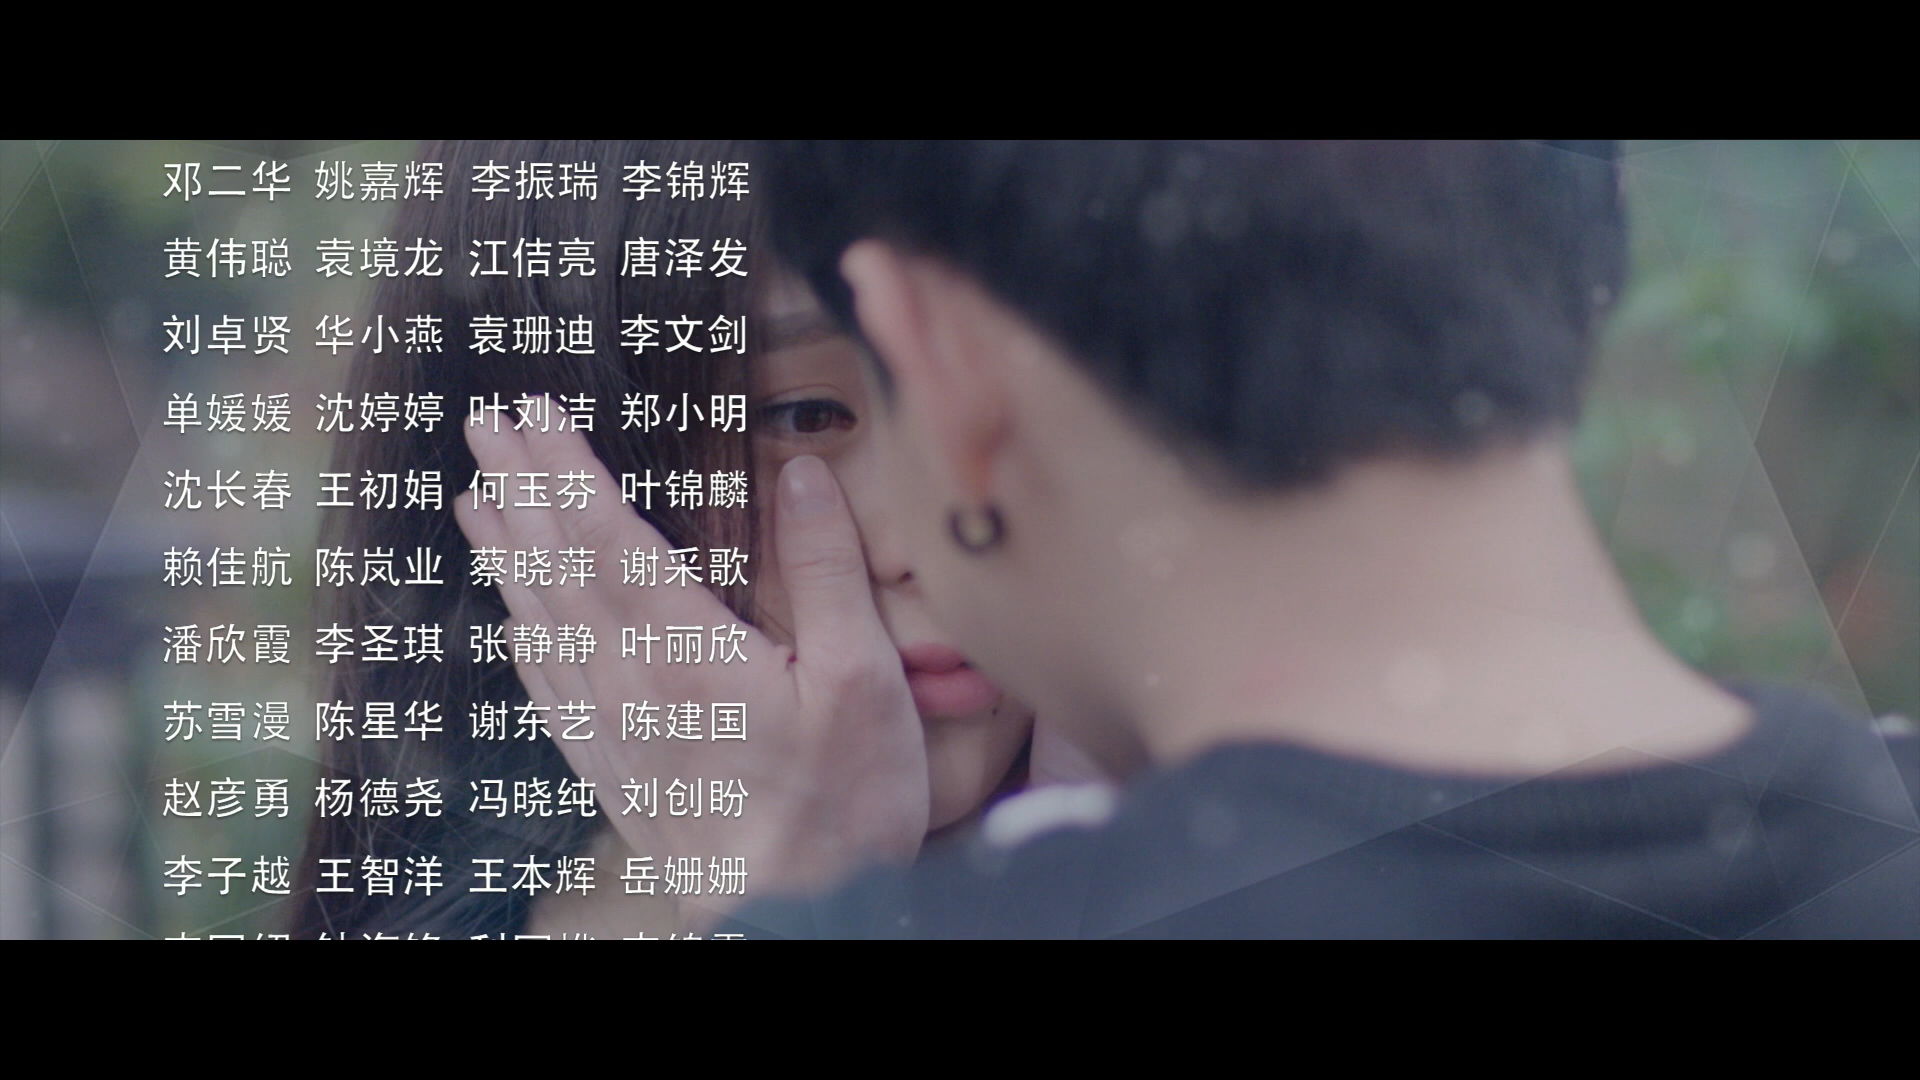 邓二华 姚嘉辉 李振瑞 李锦辉
黄伟聪 袁境龙 江佶亮 唐泽发
刘卓贤 华小燕 袁珊迪 李文剑
单媛媛 沈婷婷 叶刘洁 郑小明
沈长春 王初娟 何玉芬 叶锦麟
赖佳航 陈岚业 蔡晓萍 谢采歌
潘欣霞 李圣琪 张静静 叶丽欣
苏雪漫 陈星华 谢东艺 陈建国
赵彦勇 杨德尧 冯晓纯 刘创盼
李子越 王智洋 王本辉 岳姗姗